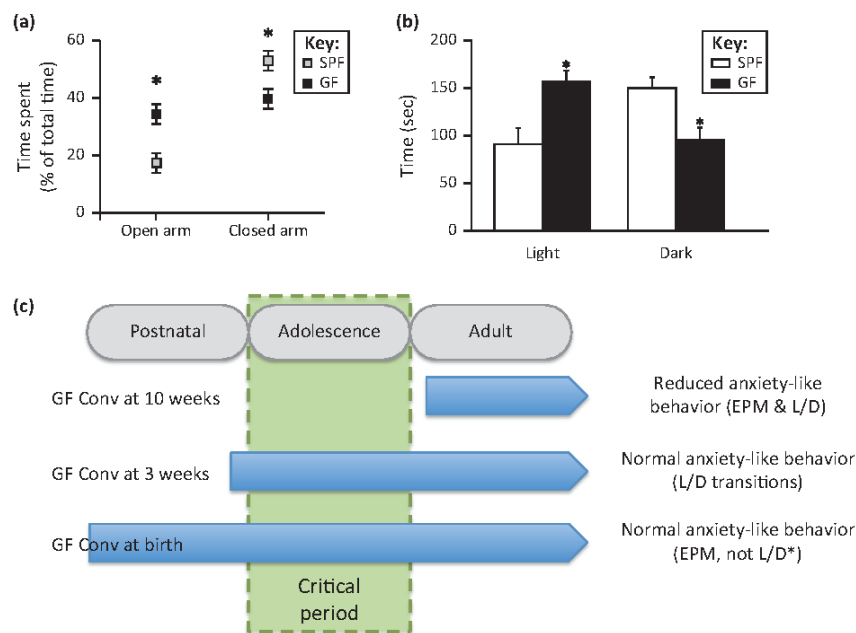 (a)
60
40
20
0
Time spent
(% of total time)
*
*
Key:
SPF
GF
Open arm
Closed arm
(b)
200
150
100
50
0
Time (sec)
*
*
Key:
SPF
GF
Light
Dark
(c)
Postnatal
Adolescence
Adult
GF Conv at 10 weeks
Reduced anxiety-like
behavior (EPM & L/D)
GF Conv at 3 weeks
Normal anxiety-like behavior
(L/D transitions)
GF Conv at birth
Normal anxiety-like behavior
(EPM, not L/D*)
Critical
period